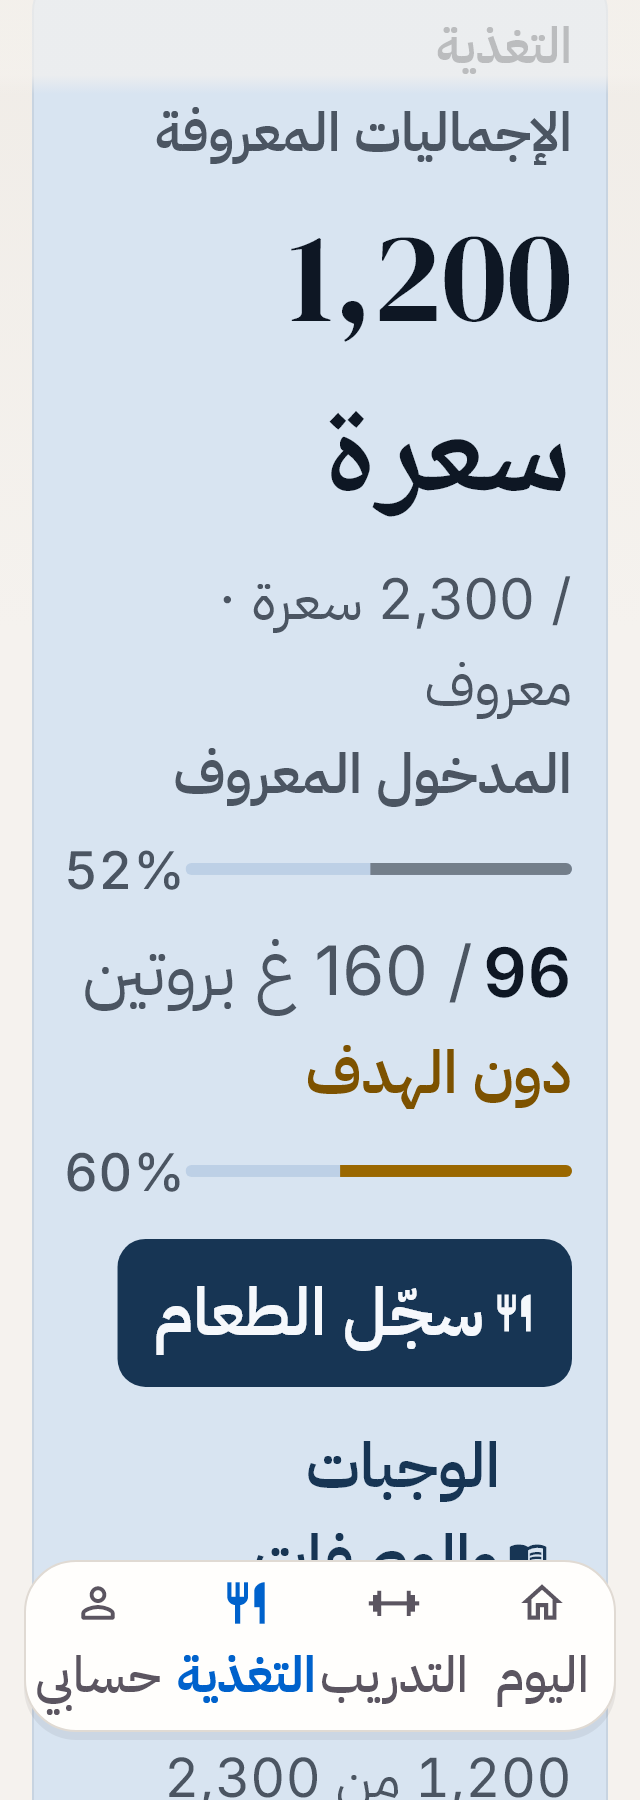 التغذية
الإجماليات المعروفة
1,200
سعرة
/ 2,300 سعرة ·
معروف
المدخول المعروف
52%
96 / 160 غ بروتين
دون الهدف
60%
سجّل الطعام
الوجبات
والوصفات
اليوم
التدريب
التغذية
حسابي
1,200 من 2,300